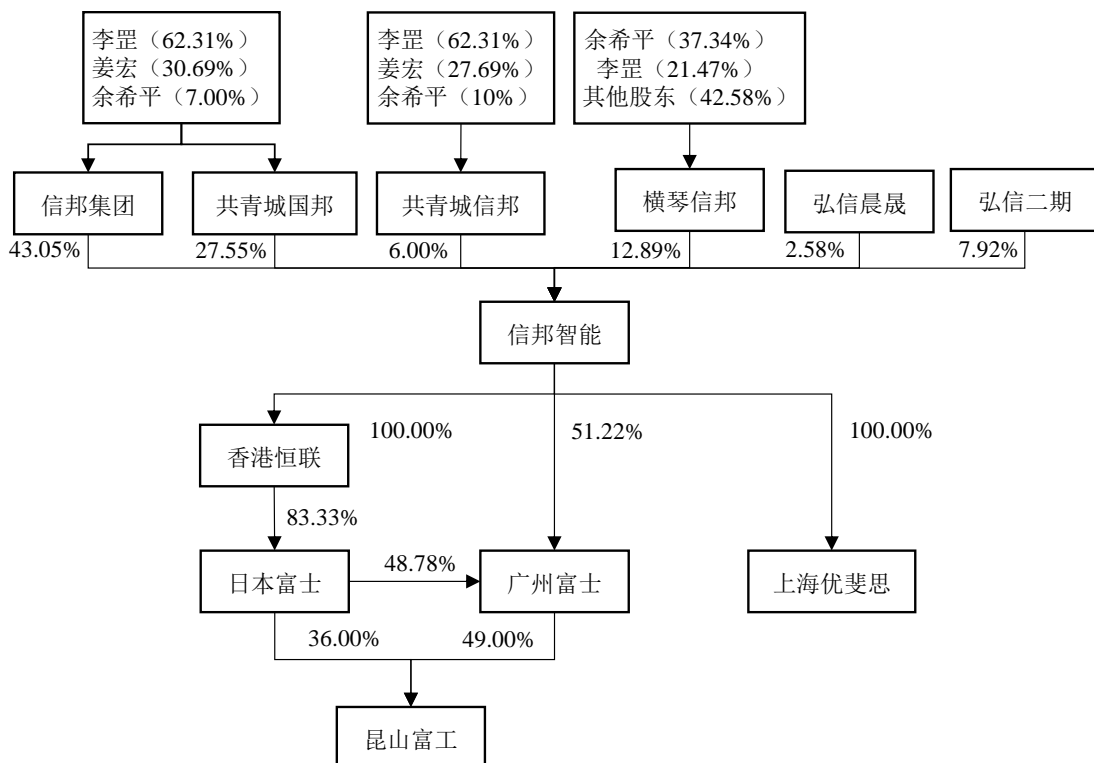 李罡（62.31%）
姜宏（30.69%）
余希平（7.00%）
李罡（62.31%）
姜宏（27.69%）
余希平（10%）
余希平（37.34%）
李罡（21.47%）
其他股东（42.58%）
信邦集团
共青城国邦
共青城信邦
横琴信邦
弘信晨晟
弘信二期
43.05%
27.55%
6.00%
12.89%
2.58%
7.92%
信邦智能
100.00%
51.22%
100.00%
香港恒联
83.33%
日本富士
48.78%
广州富士
上海优斐思
36.00%
49.00%
昆山富工